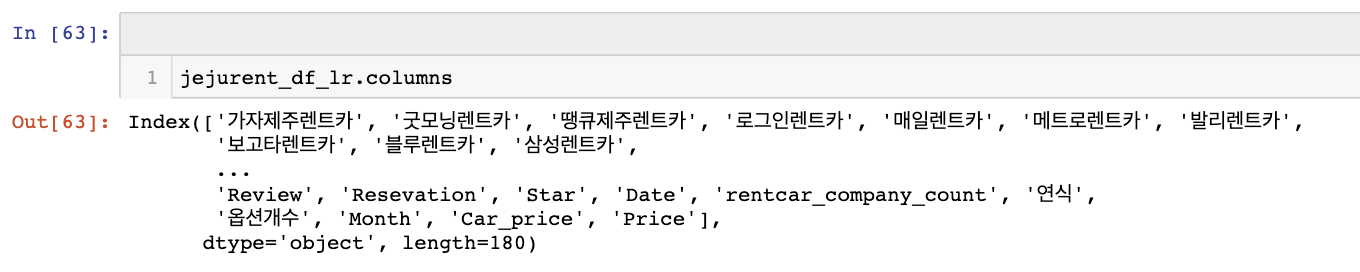 In [63]:
1 jejurent_df_lr.columns
Out[63]: Index(['가자제주렌트카', '굿모닝렌트카', '땡큐제주렌트카', '로그인렌트카', '매일렌트카', '메트로렌트카', '발리렌트카',
'보고타렌트카', '블루렌트카', '삼성렌트카',
...
'Review', 'Resevation', 'Star', 'Date', 'rentcar_company_count', '연식',
'옵션개수', 'Month', 'Car_price', 'Price'],
dtype='object', length=180)